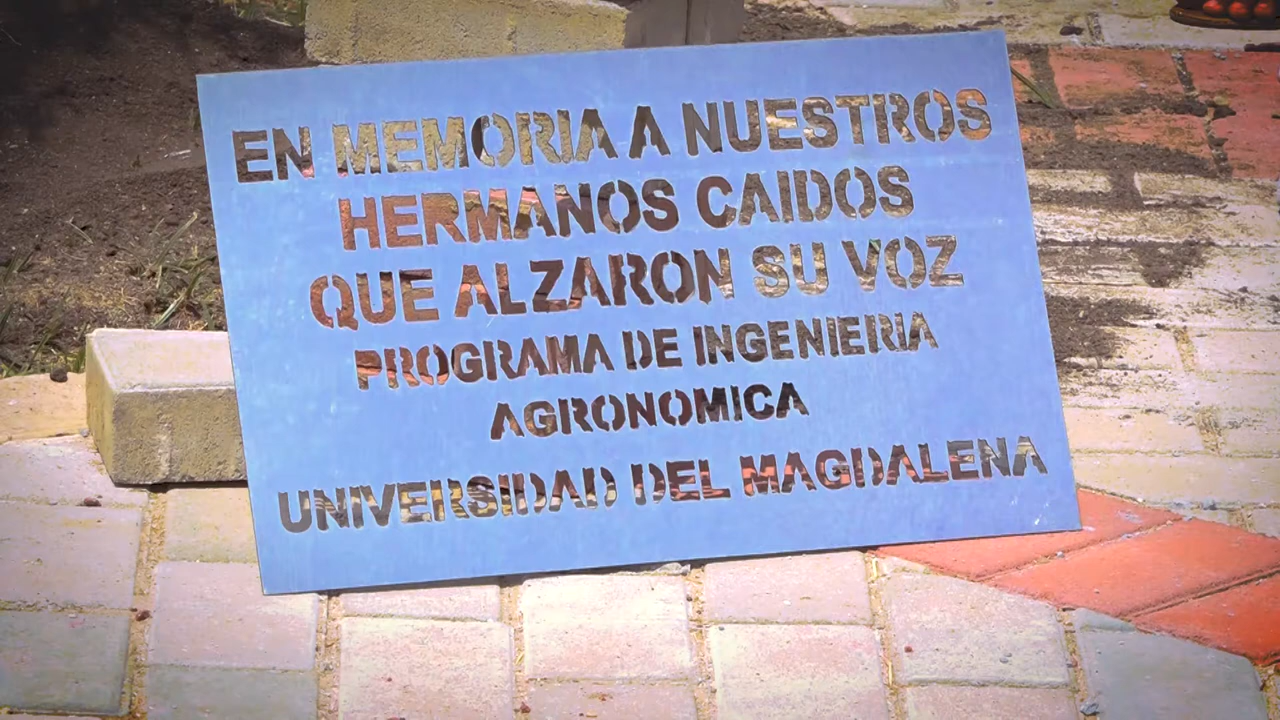 EN MEMORIA A NUESTROS
HERMANOS CAIDOS
QUE ALZARON SU VOZ
PROGRAMA DE INGENIERIA
AGRONOMICA
UNIVERSIDAD DEL MAGDALENA